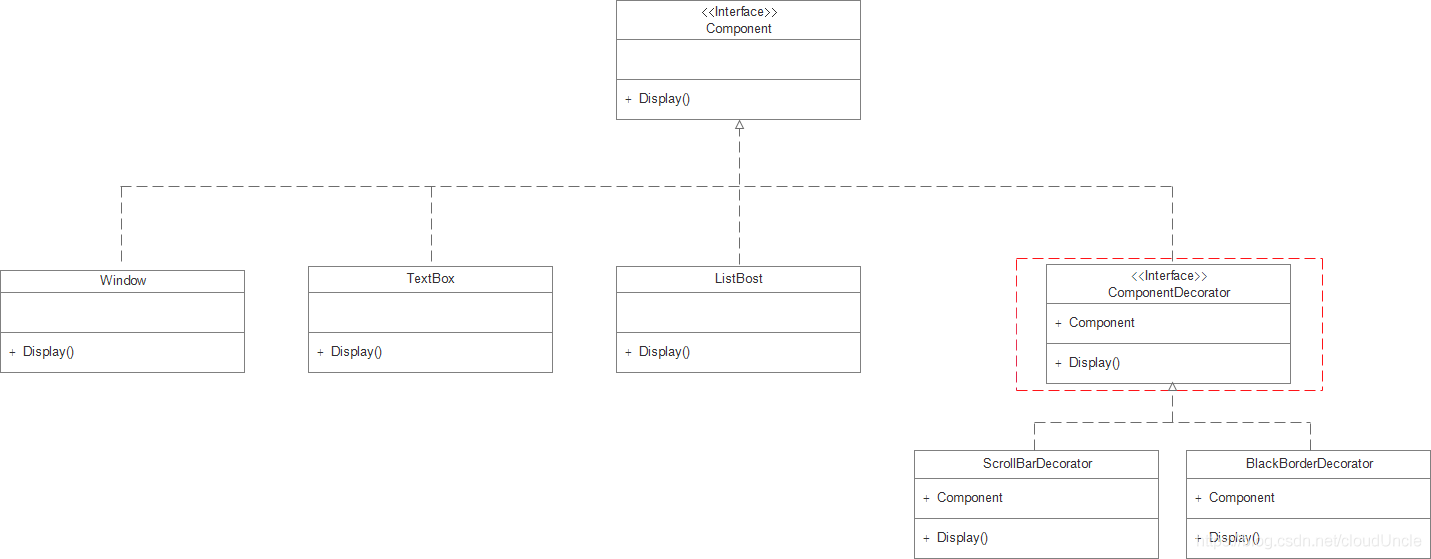 <<Interface>>
Component
+ Display()
Window
+ Display()
TextBox
+ Display()
ListBost
+ Display()
<<Interface>>
ComponentDecorator
+ Component
+ Display()
ScrollBarDecorator
+ Component
+ Display()
BlackBorderDecorator
+ Component
+ Display()
https://blog.csdn.net/cloudUncle